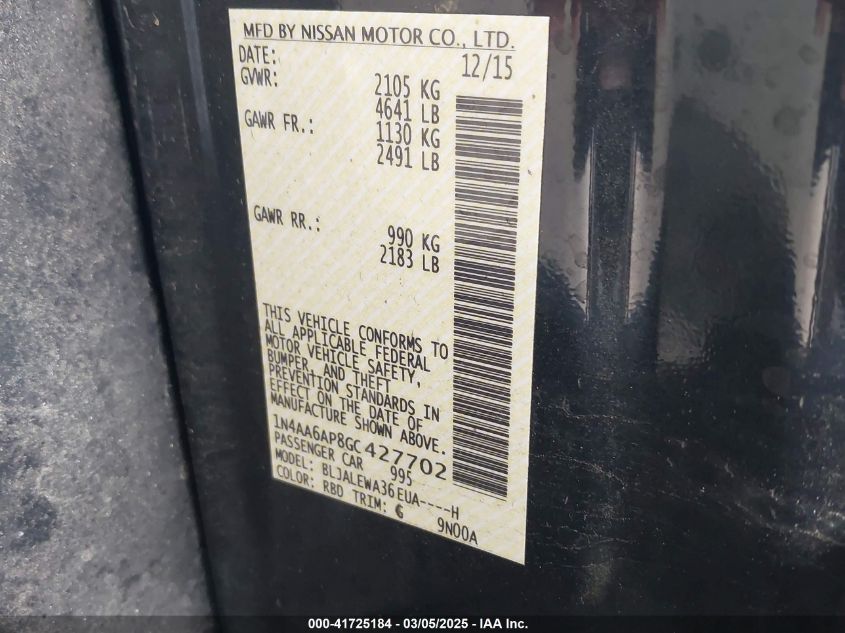 MFD BY NISSAN MOTOR CO., LTD.
DATE: 12/15
GVWR: 2105 KG
4641 LB
GAWR FR.: 1130 KG
2491 LB
GAWR RR.: 990 KG
2183 LB
THIS VEHICLE CONFORMS TO
ALL APPLICABLE FEDERAL
MOTOR VEHICLE SAFETY,
BUMPER, AND THEFT
PREVENTION STANDARDS IN
EFFECT ON THE DATE OF
MANUFACTURE SHOWN ABOVE.
1N4AA6AP8GC427702
PASSENGER CAR 995
MODEL: BLJALEWA36EUA----H
COLOR: RBD TRIM: G 9N00A
000-41725184 - 03/05/2025 - IAA Inc.